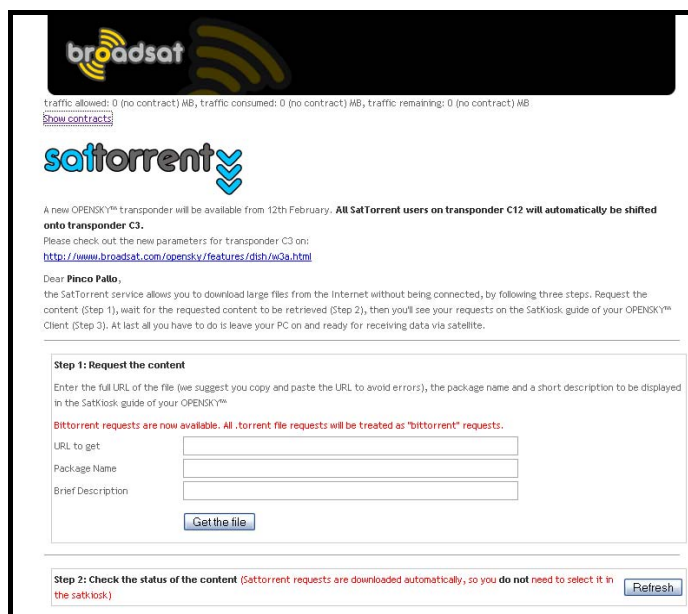 broadsat
traffic allowed: 0 (no contract) MB, traffic consumed: 0 (no contract) MB, traffic remaining: 0 (no contract) MB
Show contracts
sattorrent
A new OPENSKY™ transponder will be available from 12th February. All SatTorrent users on transponder C12 will automatically be shifted
onto transponder C3.
Please check out the new parameters for transponder C3 on:
http://www.broadsat.com/opensky/features/dish/w3a.html
Dear Pinco Pallo,
the SatTorrent service allows you to download large files from the Internet without being connected, by following three steps. Request the
content (Step 1), wait for the requested content to be retrieved (Step 2), then you'll see your requests on the SatKiosk guide of your OPENSKY™
Client (Step 3). At last all you have to do is leave your PC on and ready for receiving data via satellite.
Step 1: Request the content
Enter the full URL of the file (we suggest you copy and paste the URL to avoid errors), the package name and a short description to be displayed
in the SatKiosk guide of your OPENSKY™
Bittorrent requests are now available. All .torrent file requests will be treated as "bittorrent" requests.
URL to get
Package Name
Brief Description
Get the file
Step 2: Check the status of the content (Sattorrent requests are downloaded automatically, so you do not need to select it in
the satkiosk)
Refresh